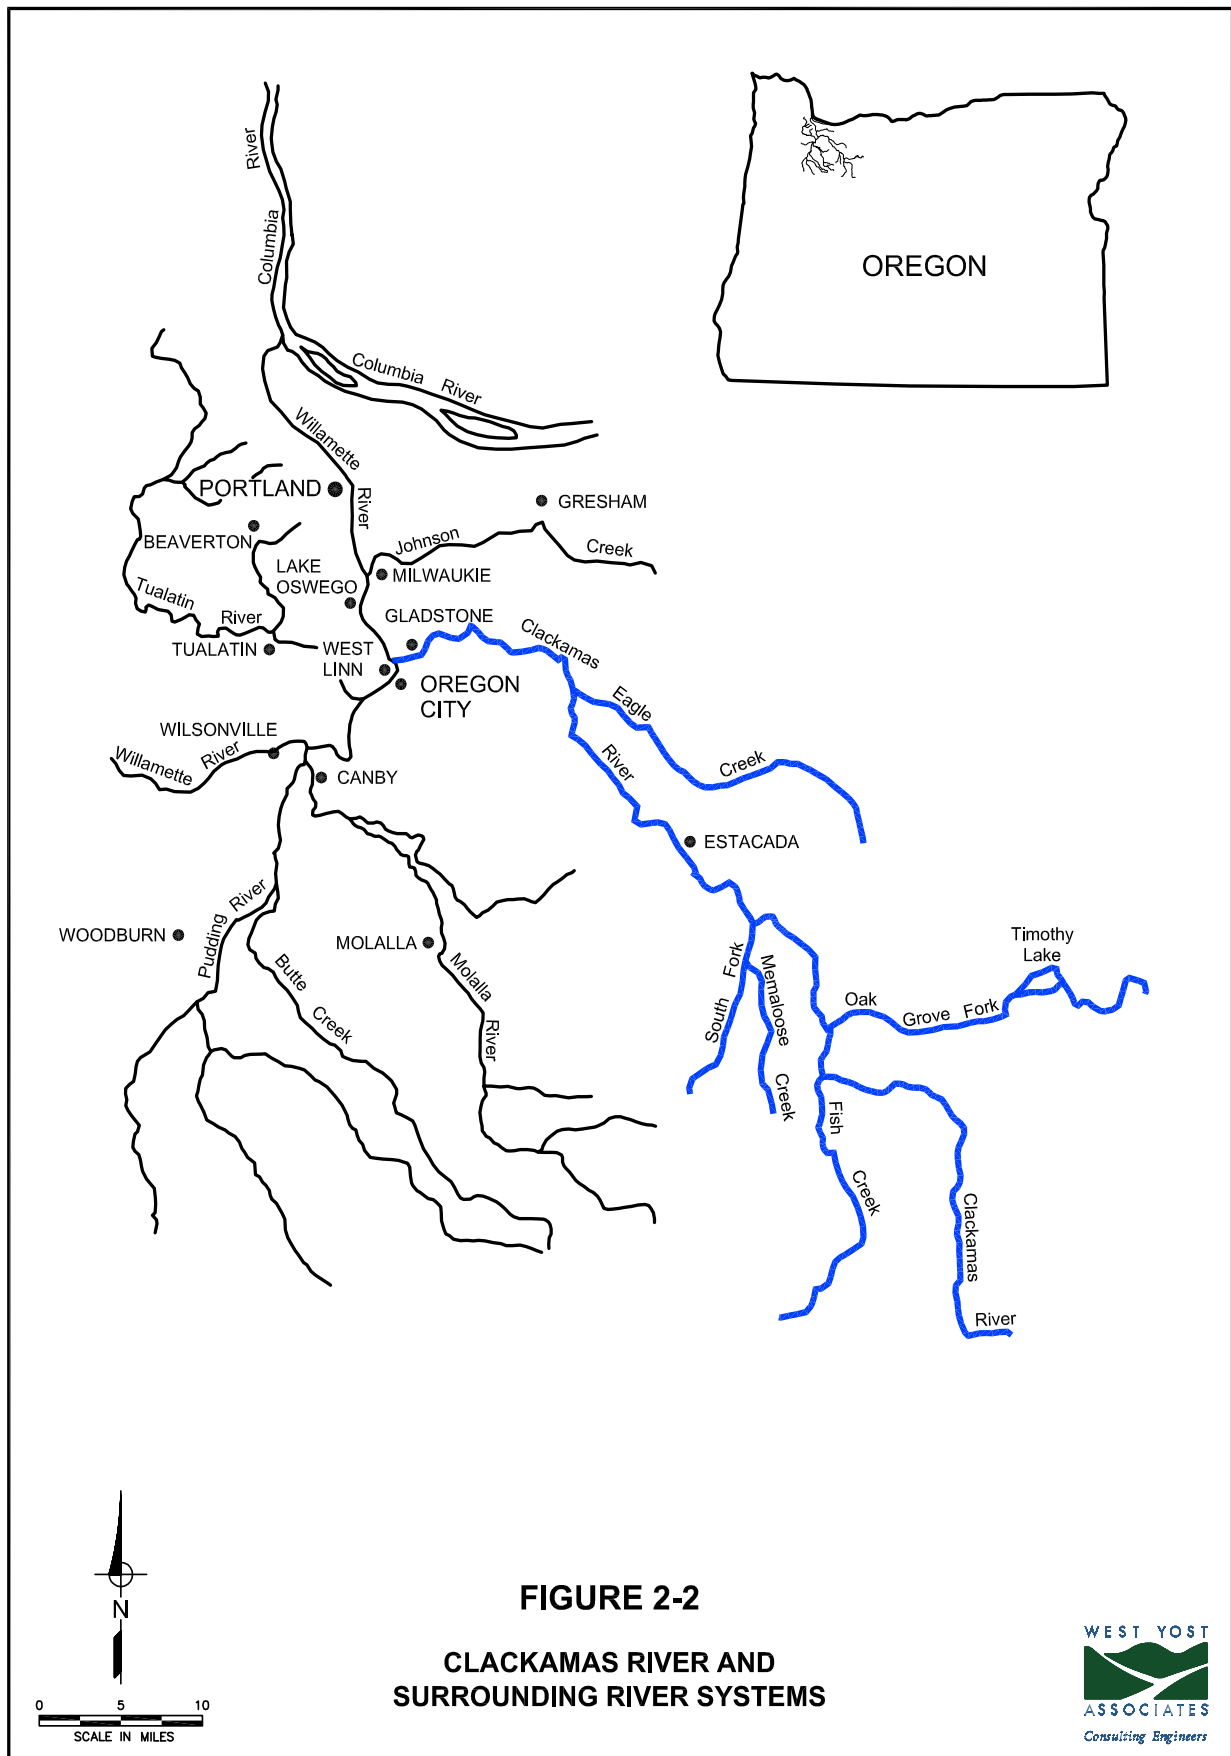 OREGON
River
Columbia
Columbia River
Willamette
River
PORTLAND
GRESHAM
BEAVERTON
Johnson
Creek
LAKE
OSWEGO
MILWAUKIE
Tualatin
River
GLADSTONE
Clackamas
TUALATIN
WEST
LINN
OREGON
CITY
Eagle
Creek
WILSONVILLE
Willamette
River
River
CANBY
ESTACADA
WOODBURN
Pudding
River
MOLALLA
Molalla
River
Butte
Creek
South
Fork
Memaloose
Creek
Timothy
Lake
Oak
Grove
Fork
Fish
Creek
Clackamas
River
N
0 5 10
SCALE IN MILES
FIGURE 2-2
CLACKAMAS RIVER AND
SURROUNDING RIVER SYSTEMS
WEST YOST
ASSOCIATES
Consulting Engineers